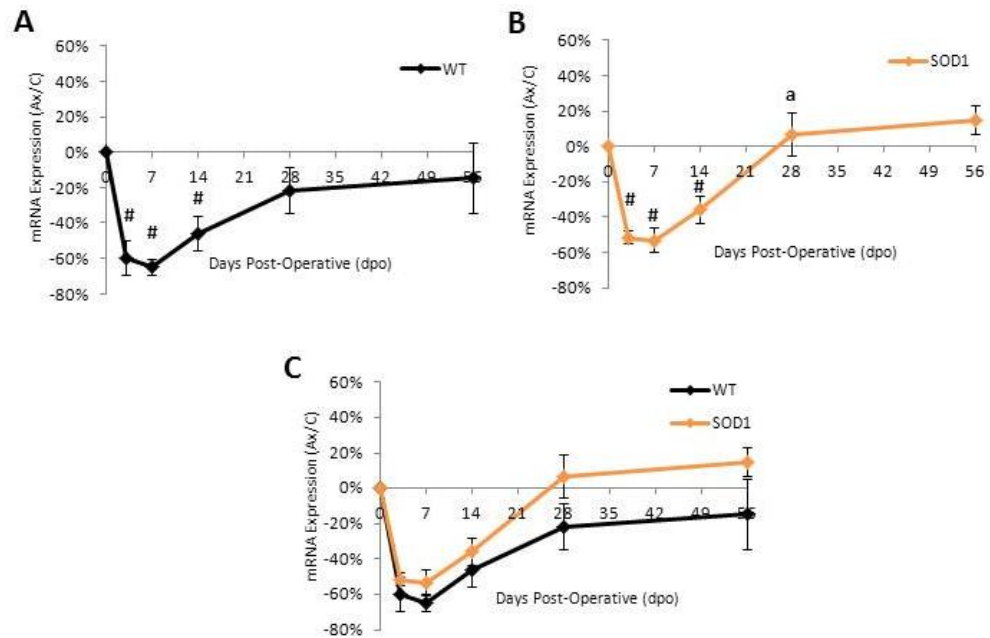 A
mRNA Expression (Ax/C)
60%
40%
20%
0%
-20%
-40%
-60%
-80%
0 7 14 21 28 35 42 49 56
WT
# # #
Days Post-Operative (dpo)
B
mRNA Expression (Ax/C)
60%
40%
20%
0%
-20%
-40%
-60%
-80%
0 7 14 21 28 35 42 49 56
SOD1
a
# # #
Days Post-Operative (dpo)
C
mRNA Expression (Ax/C)
60%
40%
20%
0%
-20%
-40%
-60%
-80%
0 7 14 21 28 35 42 49 56
WT
SOD1
Days Post-Operative (dpo)